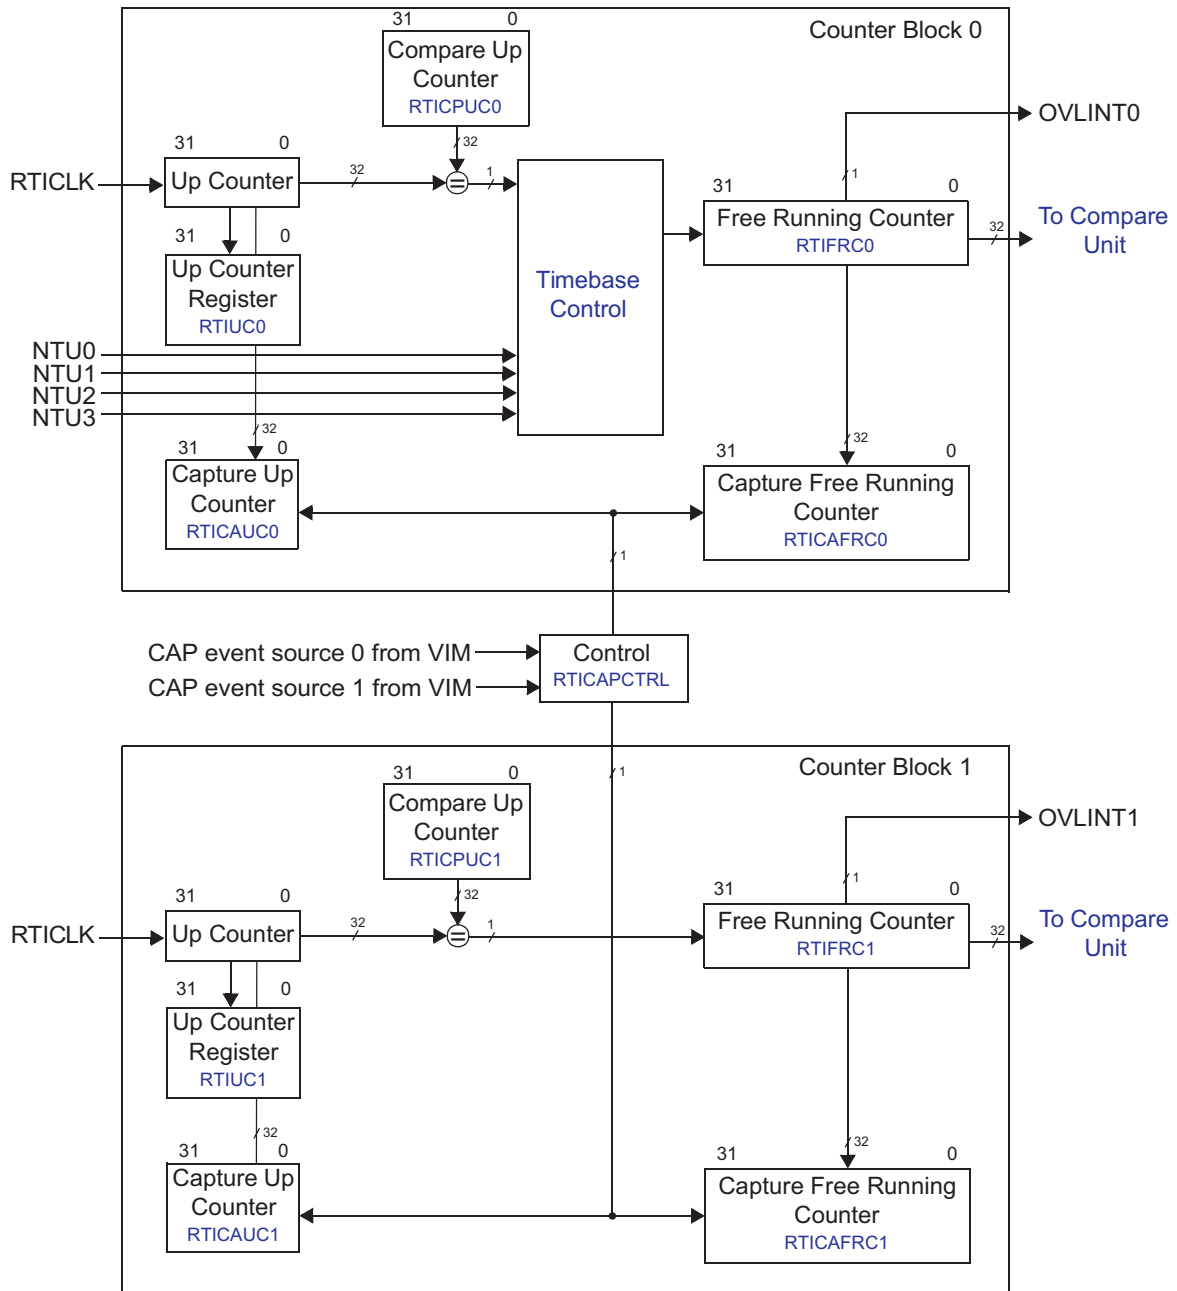 Counter Block 0
31 0
Compare Up
Counter
RTICPUC0
32
OVLINT0
31 0
RTICLK
Up Counter
32
=
1
1
31 0
Free Running Counter
RTIFRC0
32
To Compare
Unit
31 0
Up Counter
Register
RTIUC0
Timebase
Control
NTU0
NTU1
NTU2
NTU3
32
32
31 0
Capture Up
Counter
RTICAUC0
31 0
Capture Free Running
Counter
RTICAFRC0
1
CAP event source 0 from VIM
CAP event source 1 from VIM
Control
RTICAPCTRL
Counter Block 1
1
31 0
Compare Up
Counter
RTICPUC1
32
OVLINT1
31 0
RTICLK
Up Counter
32
=
1
1
31 0
Free Running Counter
RTIFRC1
32
To Compare
Unit
31 0
Up Counter
Register
RTIUC1
32
32
31 0
Capture Up
Counter
RTICAUC1
31 0
Capture Free Running
Counter
RTICAFRC1